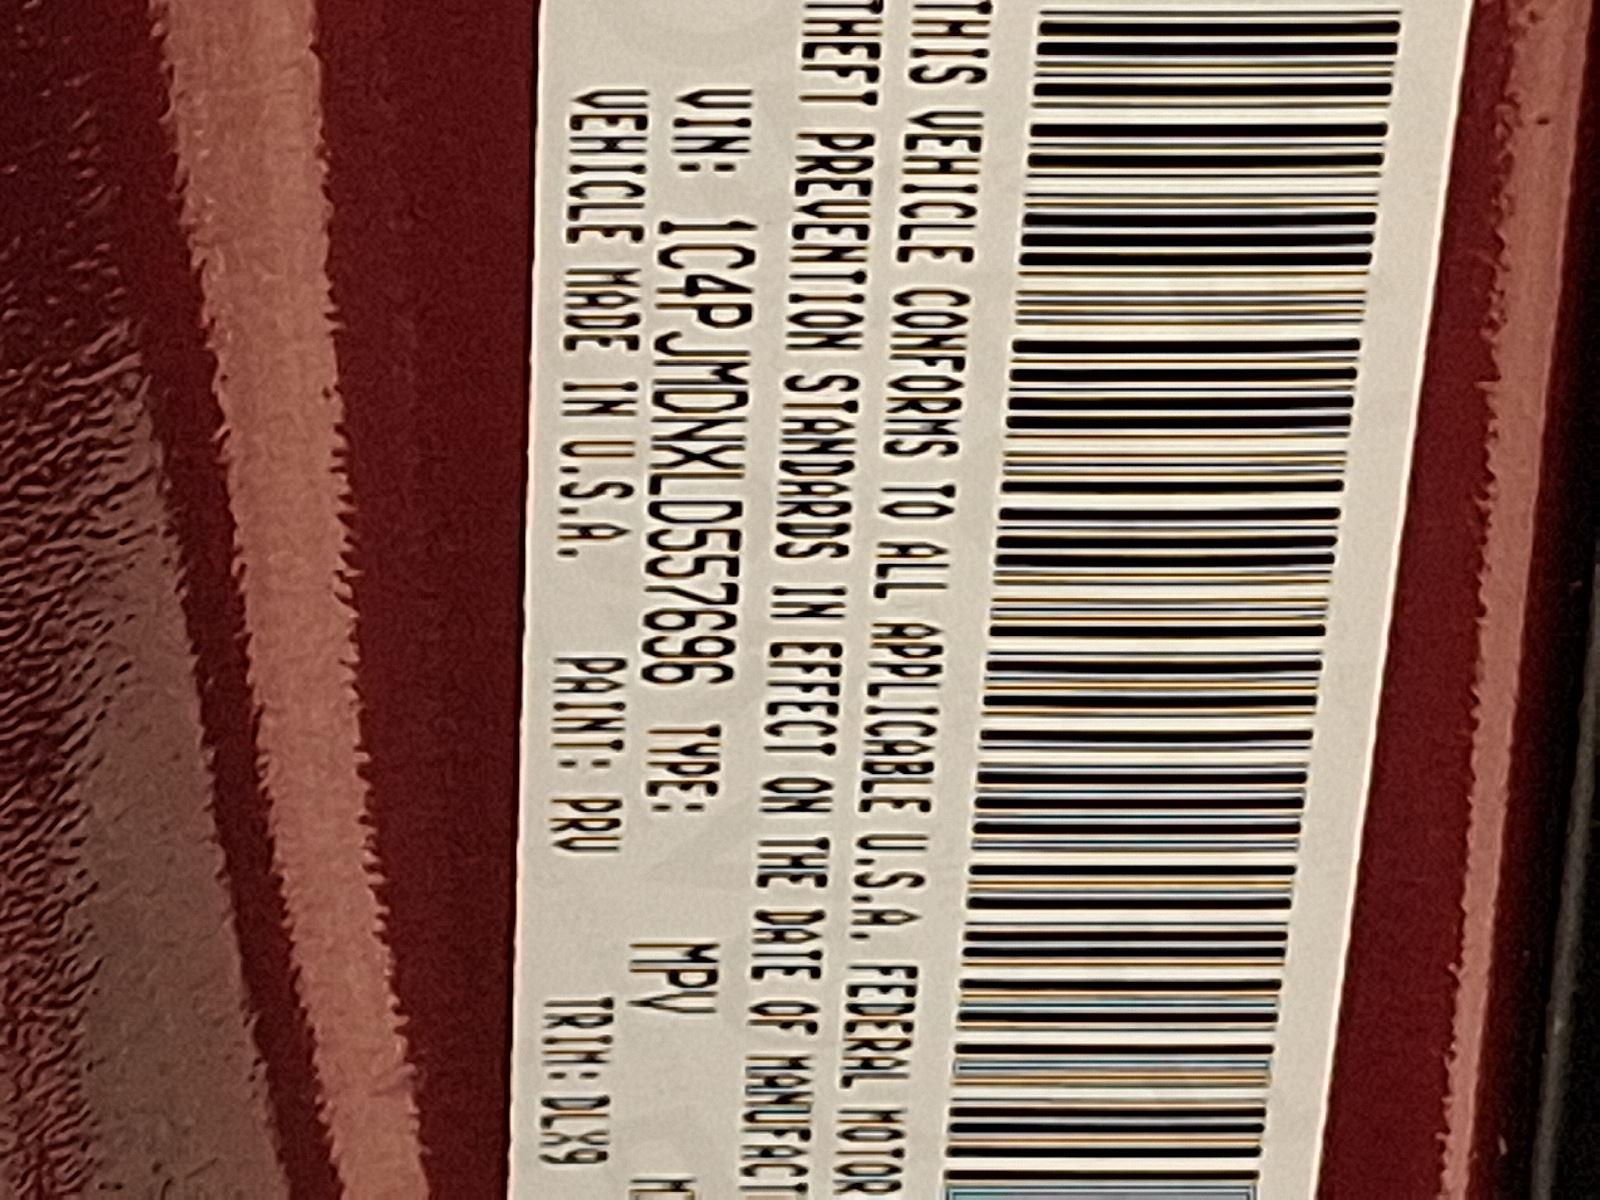 THIS VEHICLE CONFORMS TO ALL APPLICABLE U.S.A. FEDERAL MOTOR
THEFT PREVENTION STANDARDS IN EFFECT ON THE DATE OF MANUFACT
VIN: 1C4PJMDNXLD557696 TYPE: MPV
VEHICLE MADE IN U.S.A. PAINT: PRV TRIM: DLX9